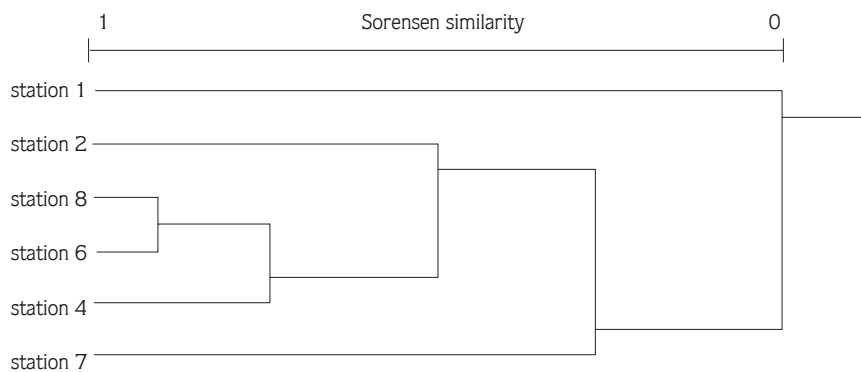 1 Sorensen similarity 0
station 1
station 2
station 8
station 6
station 4
station 7